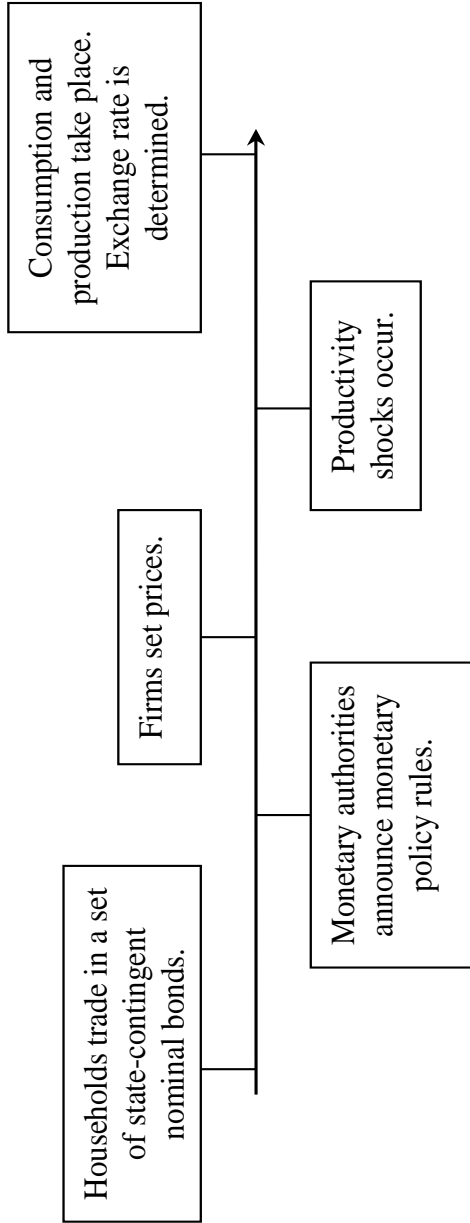 Households trade in a set
of state-contingent
nominal bonds.
Monetary authorities
announce monetary
policy rules.
Firms set prices.
Productivity
shocks occur.
Consumption and
production take place.
Exchange rate is
determined.